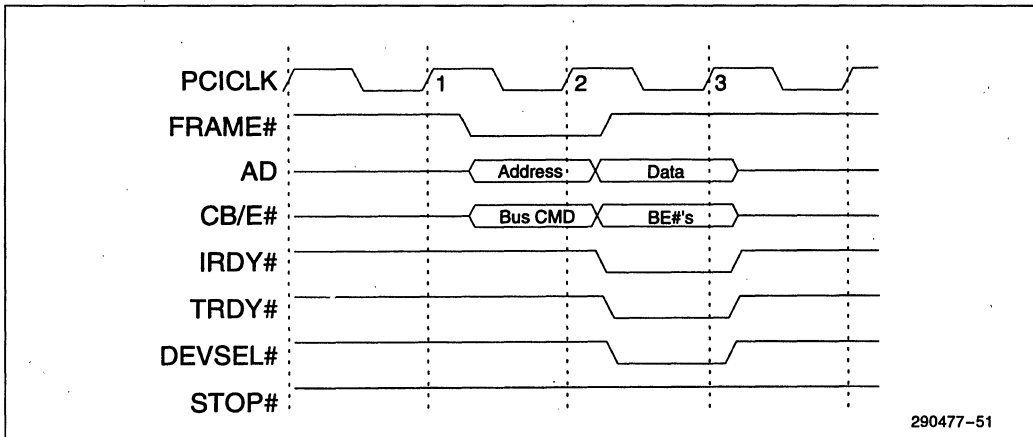 PCICLK 1 2 3
FRAME#
AD Address Data
CB/E# Bus CMD BE#'s
IRDY#
TRDY#
DEVSEL#
STOP#
290477-51